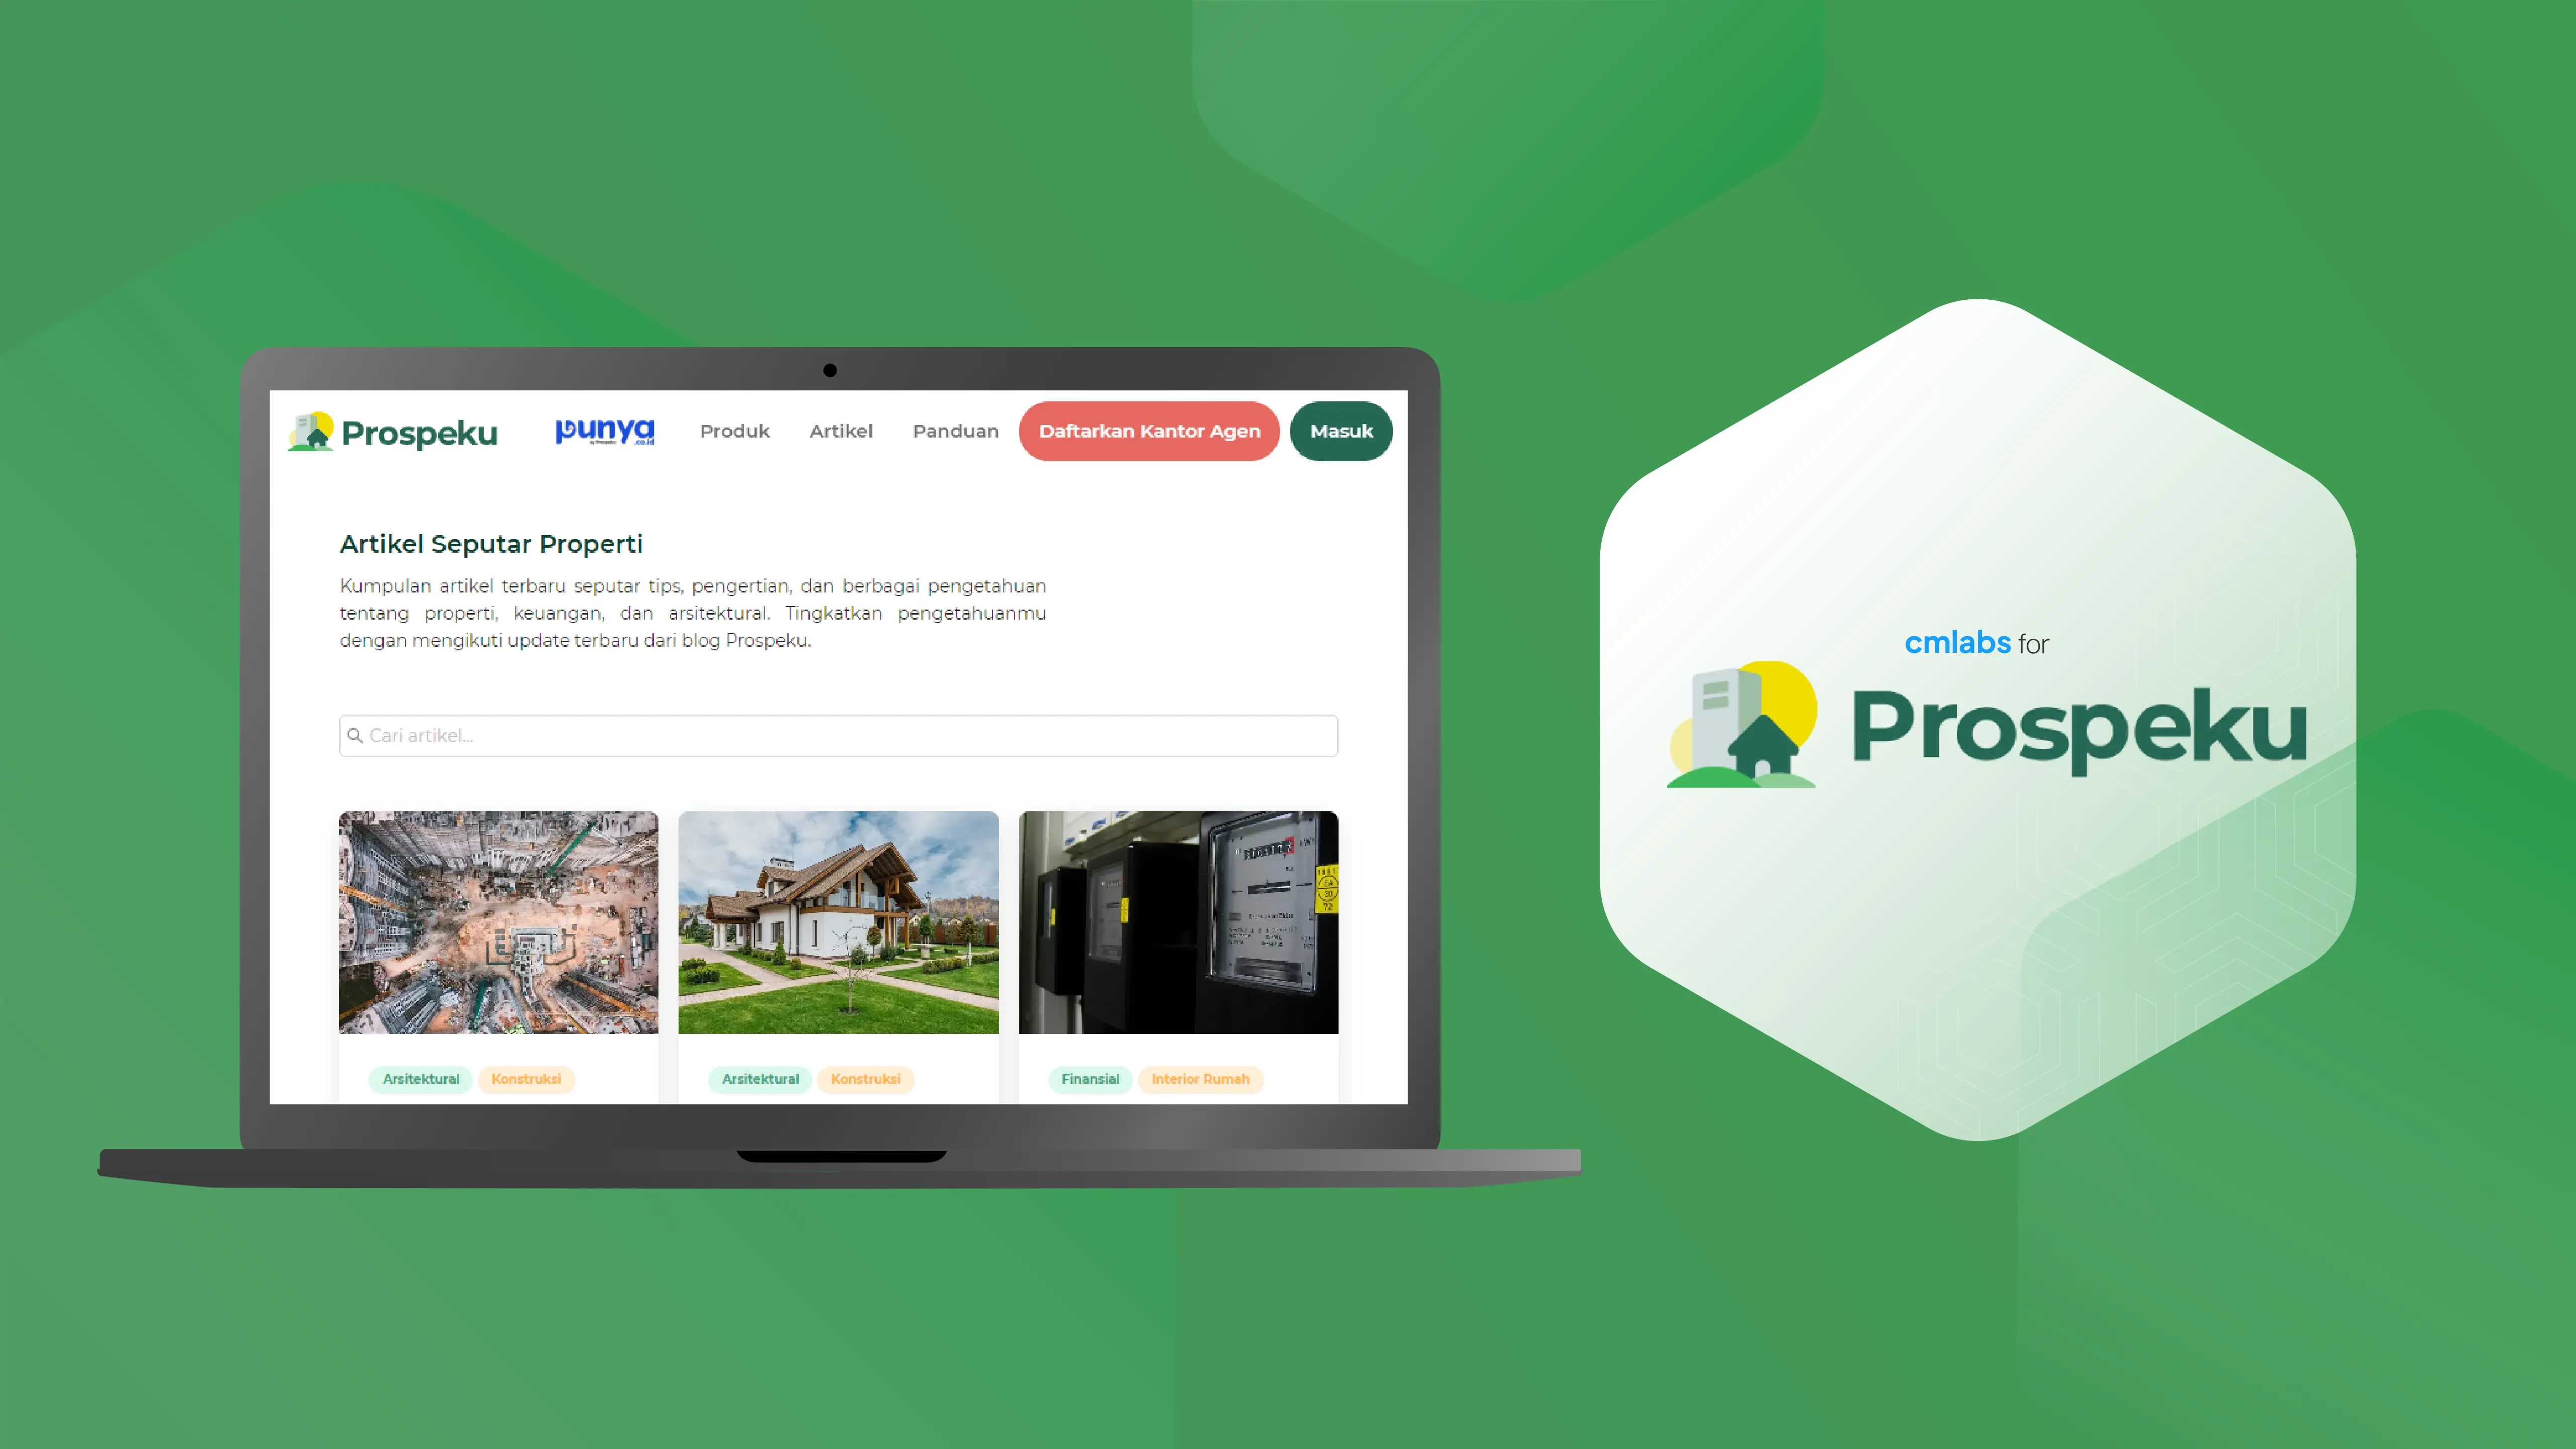 Prospeku
punya
.co.id
Produk
Artikel
Panduan
Daftarkan Kantor Agen
Masuk
Artikel Seputar Properti
Kumpulan artikel terbaru seputar tips, pengertian, dan berbagai pengetahuan
tentang properti, keuangan, dan arsitektural. Tingkatkan pengetahuanmu
dengan mengikuti update terbaru dari blog Prospeku.
Cari artikel...
Arsitektural
Konstruksi
Arsitektural
Konstruksi
Finansial
Interior Rumah
cmlabs for
Prospeku